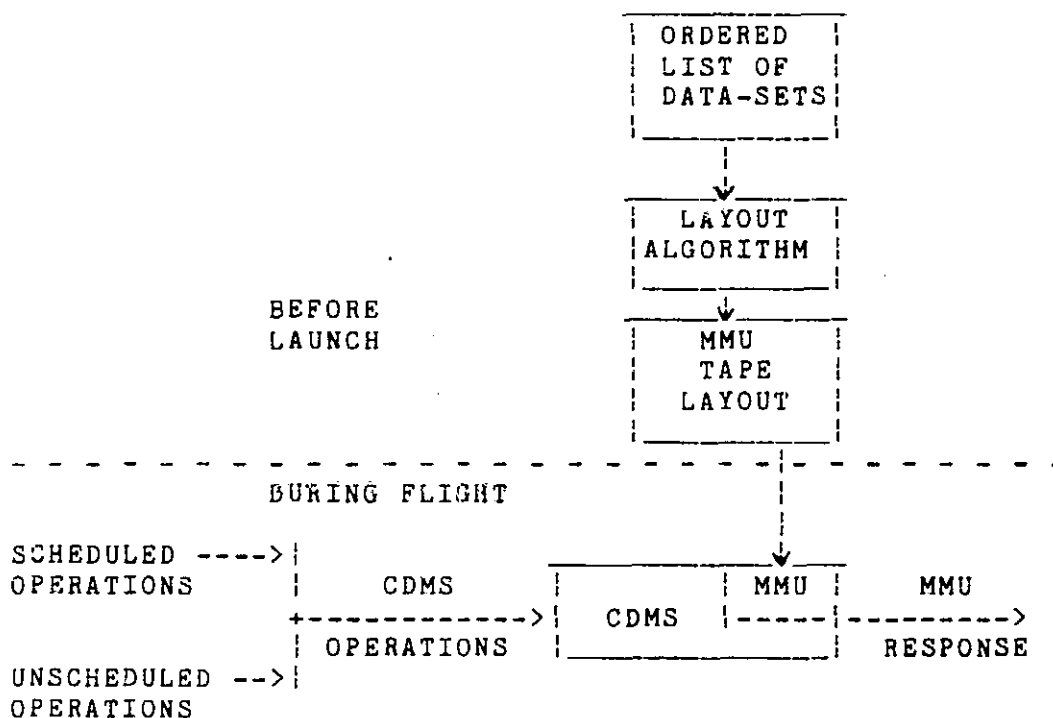 ORDERED
LIST OF
DATA-SETS
LAYOUT
ALGORITHM
BEFORE
LAUNCH
MMU
TAPE
LAYOUT
DURING FLIGHT
SCHEDULED
OPERATIONS
UNSCHEDULED
OPERATIONS
CDMS
OPERATIONS
CDMS
MMU
MMU
RESPONSE